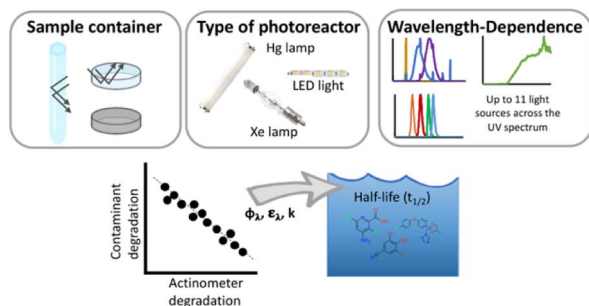 Sample container
Type of photoreactor
Hg lamp
LED light
Xe lamp
Wavelength-Dependence
Up to 11 light
sources across the
UV spectrum
Contaminant
degradation
Actinometer
degradation
ϕλ, ελ, k
Half-life (t1/2)